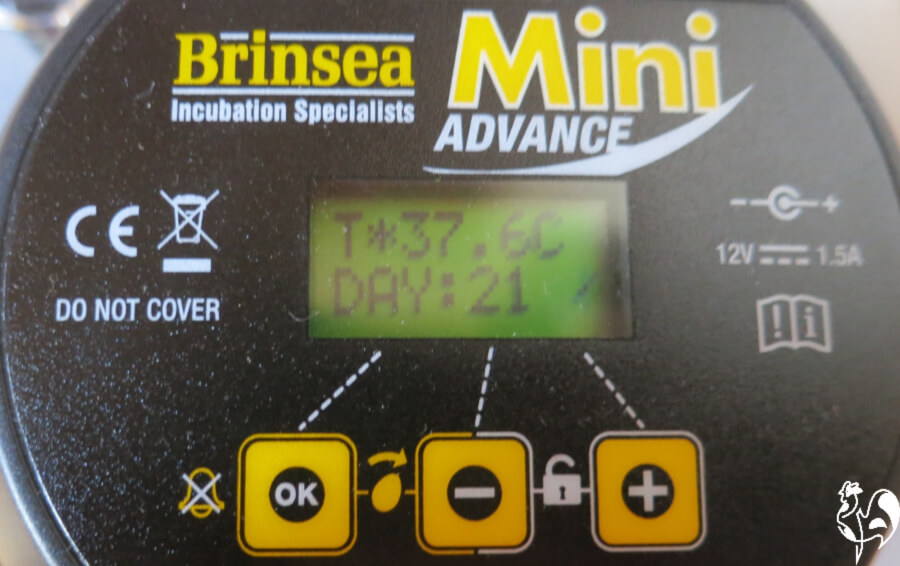 Brinsea
Incubation Specialists
Mini
ADVANCE
T*37.6C
DAY:21
CE
DO NOT COVER
12V 1.5A
OK